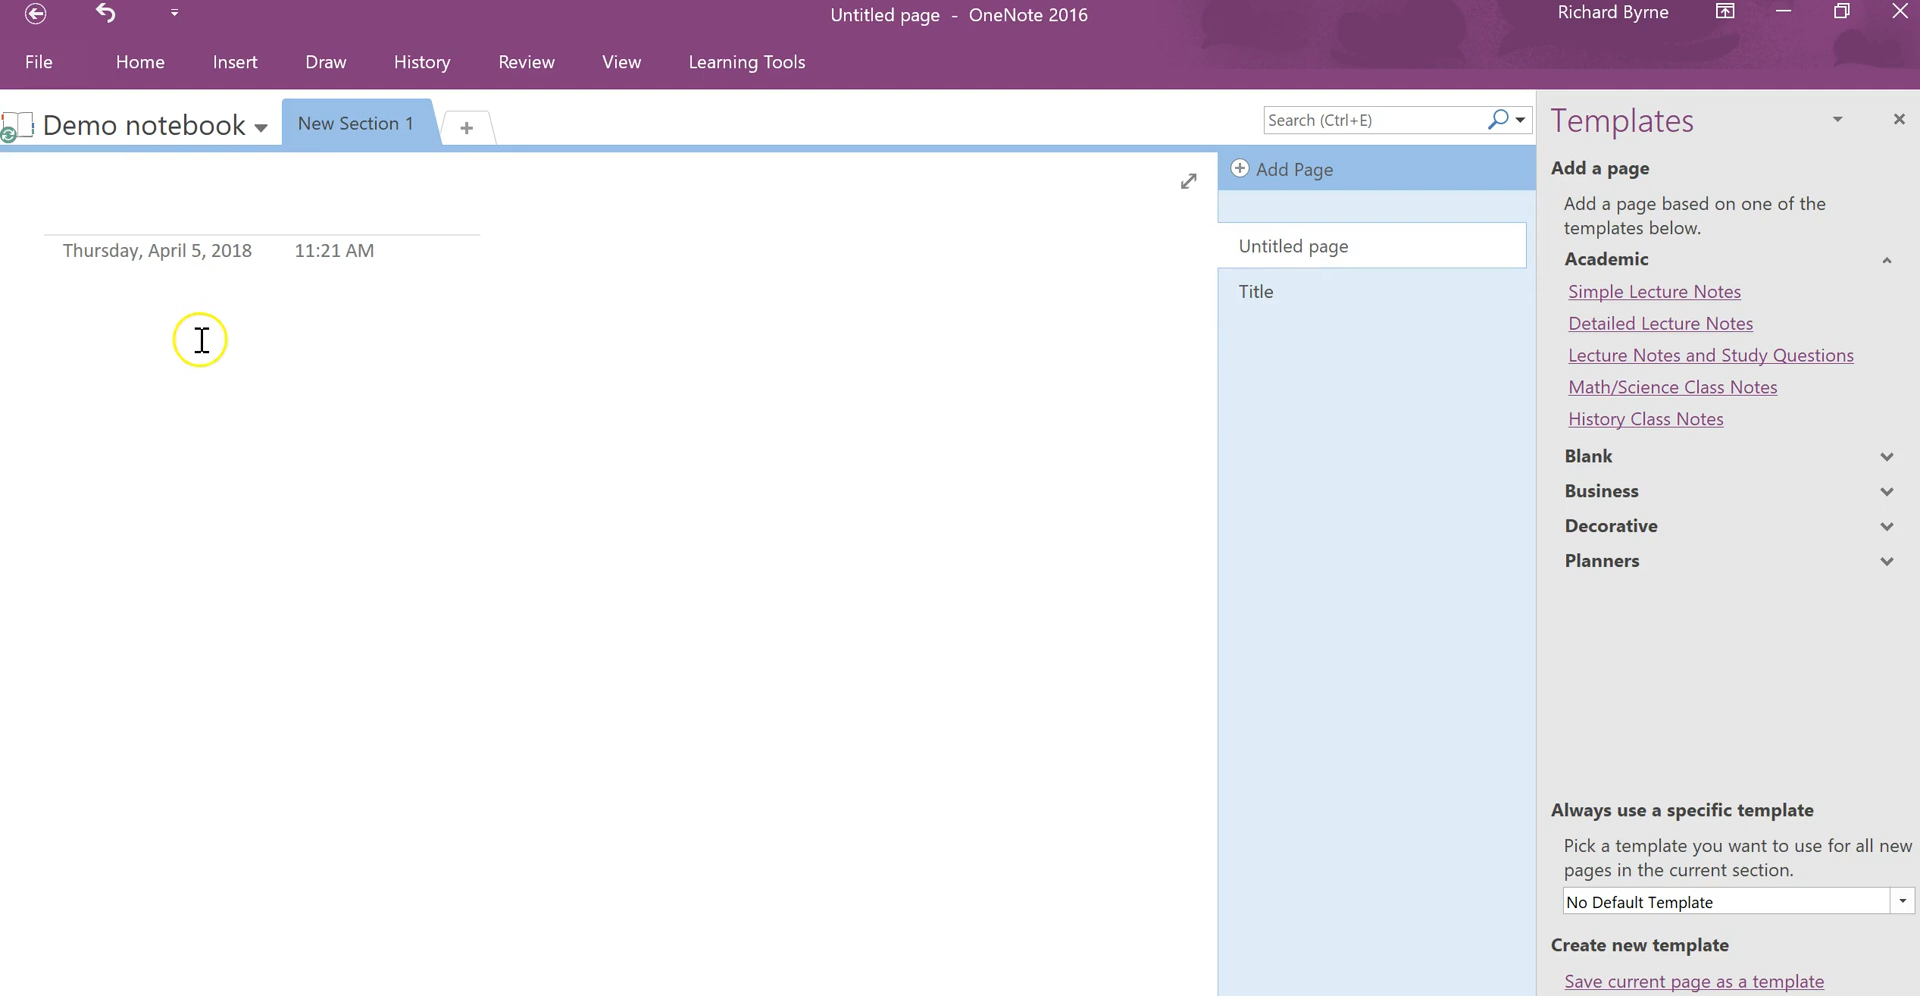 Untitled page - OneNote 2016
Richard Byrne
File Home Insert Draw History Review View Learning Tools
Demo notebook
New Section 1
Search (Ctrl+E)
Thursday, April 5, 2018 11:21 AM
Add Page
Untitled page
Title
Templates
Add a page
Add a page based on one of the
templates below.
Academic
Simple Lecture Notes
Detailed Lecture Notes
Lecture Notes and Study Questions
Math/Science Class Notes
History Class Notes
Blank
Business
Decorative
Planners
Always use a specific template
Pick a template you want to use for all new
pages in the current section.
No Default Template
Create new template
Save current page as a template